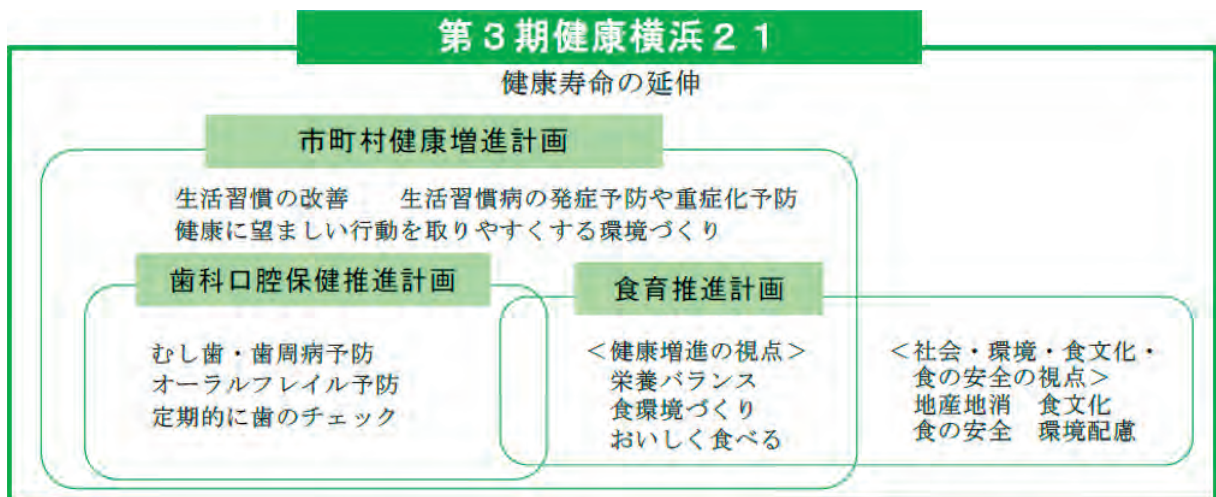 第3期健康横浜21
健康寿命の延伸
市町村健康増進計画
生活習慣の改善　生活習慣病の発症予防や重症化予防
健康に望ましい行動を取りやすくする環境づくり
歯科口腔保健推進計画
むし歯・歯周病予防
オーラルフレイル予防
定期的に歯のチェック
食育推進計画
＜健康増進の視点＞
栄養バランス
食環境づくり
おいしく食べる
＜社会・環境・食文化・
食の安全の視点＞
地産地消　食文化
食の安全　環境配慮